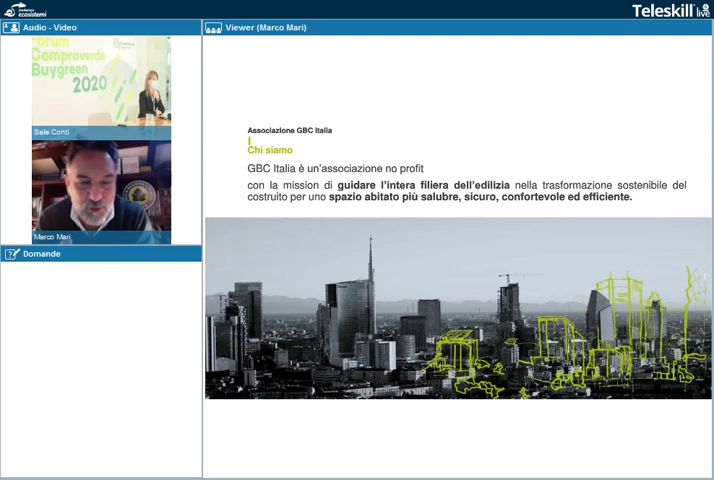 fondazione
ecosistemi
Teleskill live
Audio - Video
Viewer (Marco Mari)
Forum
Compraverde
Buygreen
2020
Sala Conti
Marco Mari
Domande
Associazione GBC Italia
Chi siamo
GBC Italia è un'associazione no profit
con la mission di guidare l'intera filiera dell'edilizia nella trasformazione sostenibile del
costruito per uno spazio abitato più salubre, sicuro, confortevole ed efficiente.